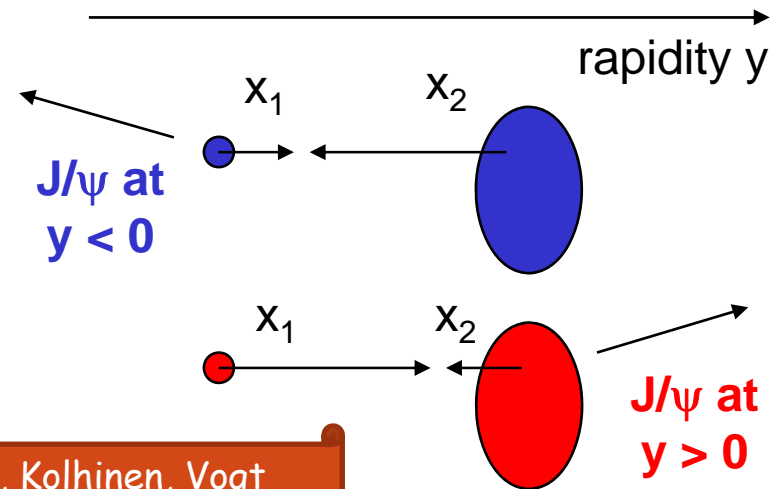 rapidity y
x₁
x₂
J/ψ at
y < 0
x₁
x₂
J/ψ at
y > 0
, Kolhinen, Vogt